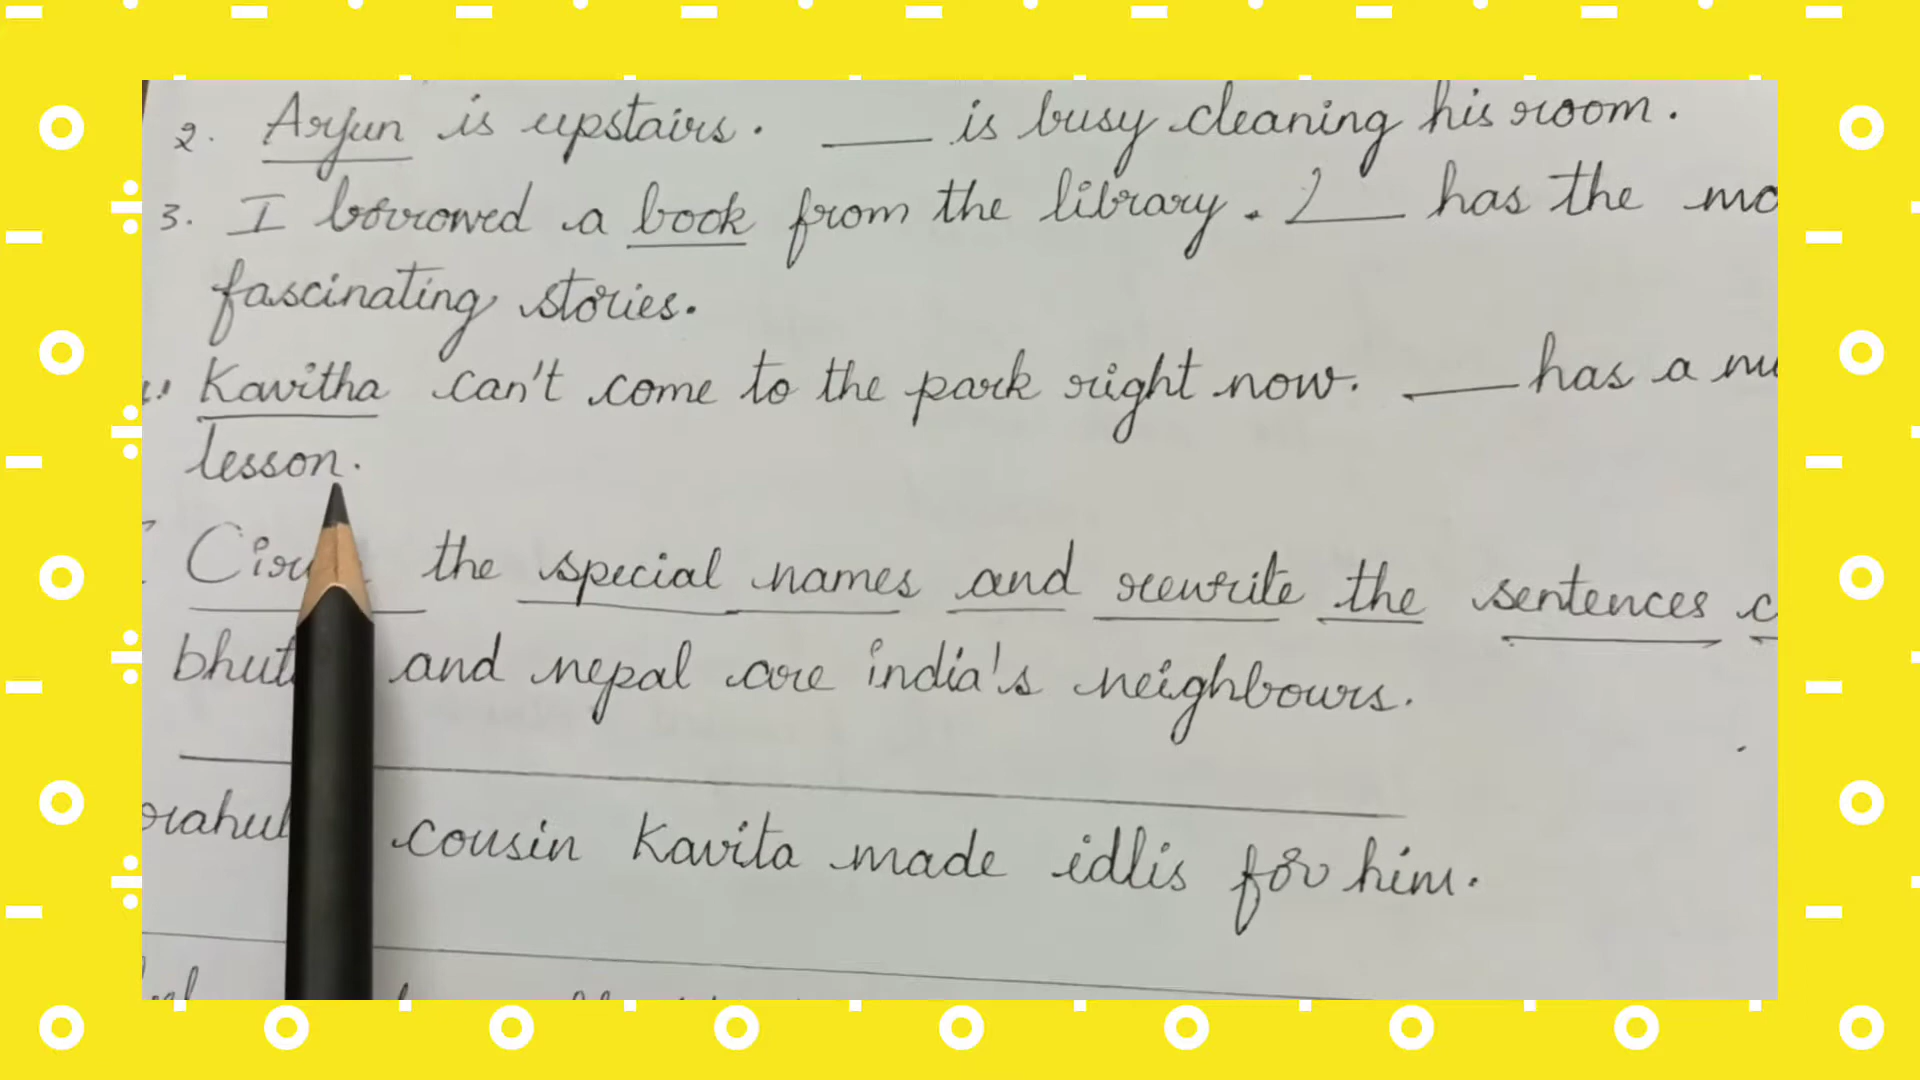 2. Arjun is upstairs. ___ is busy cleaning his room.
3. I borrowed a book from the library. ___ has the
fascinating stories.
Kavitha can't come to the park right now. ___ has a
lesson.
the special names and rewrite the sentences
and nepal are india's neighbours.
cousin Kavita made idlis for him.